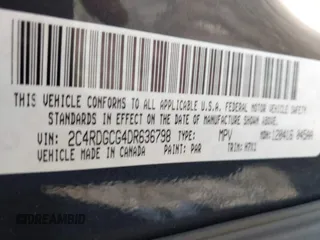 THIS VEHICLE CONFORMS TO ALL APPLICABLE U.S.A. FEDERAL MOTOR VEHICLE SAFETY
STANDARDS IN EFFECT ON THE DATE OF MANUFACTURE SHOWN ABOVE.
VIN: 2C4RDGCG4DR636798 TYPE: MPV
VEHICLE MADE IN CANADA PAINT: PAR TRIM:
DREAMBID